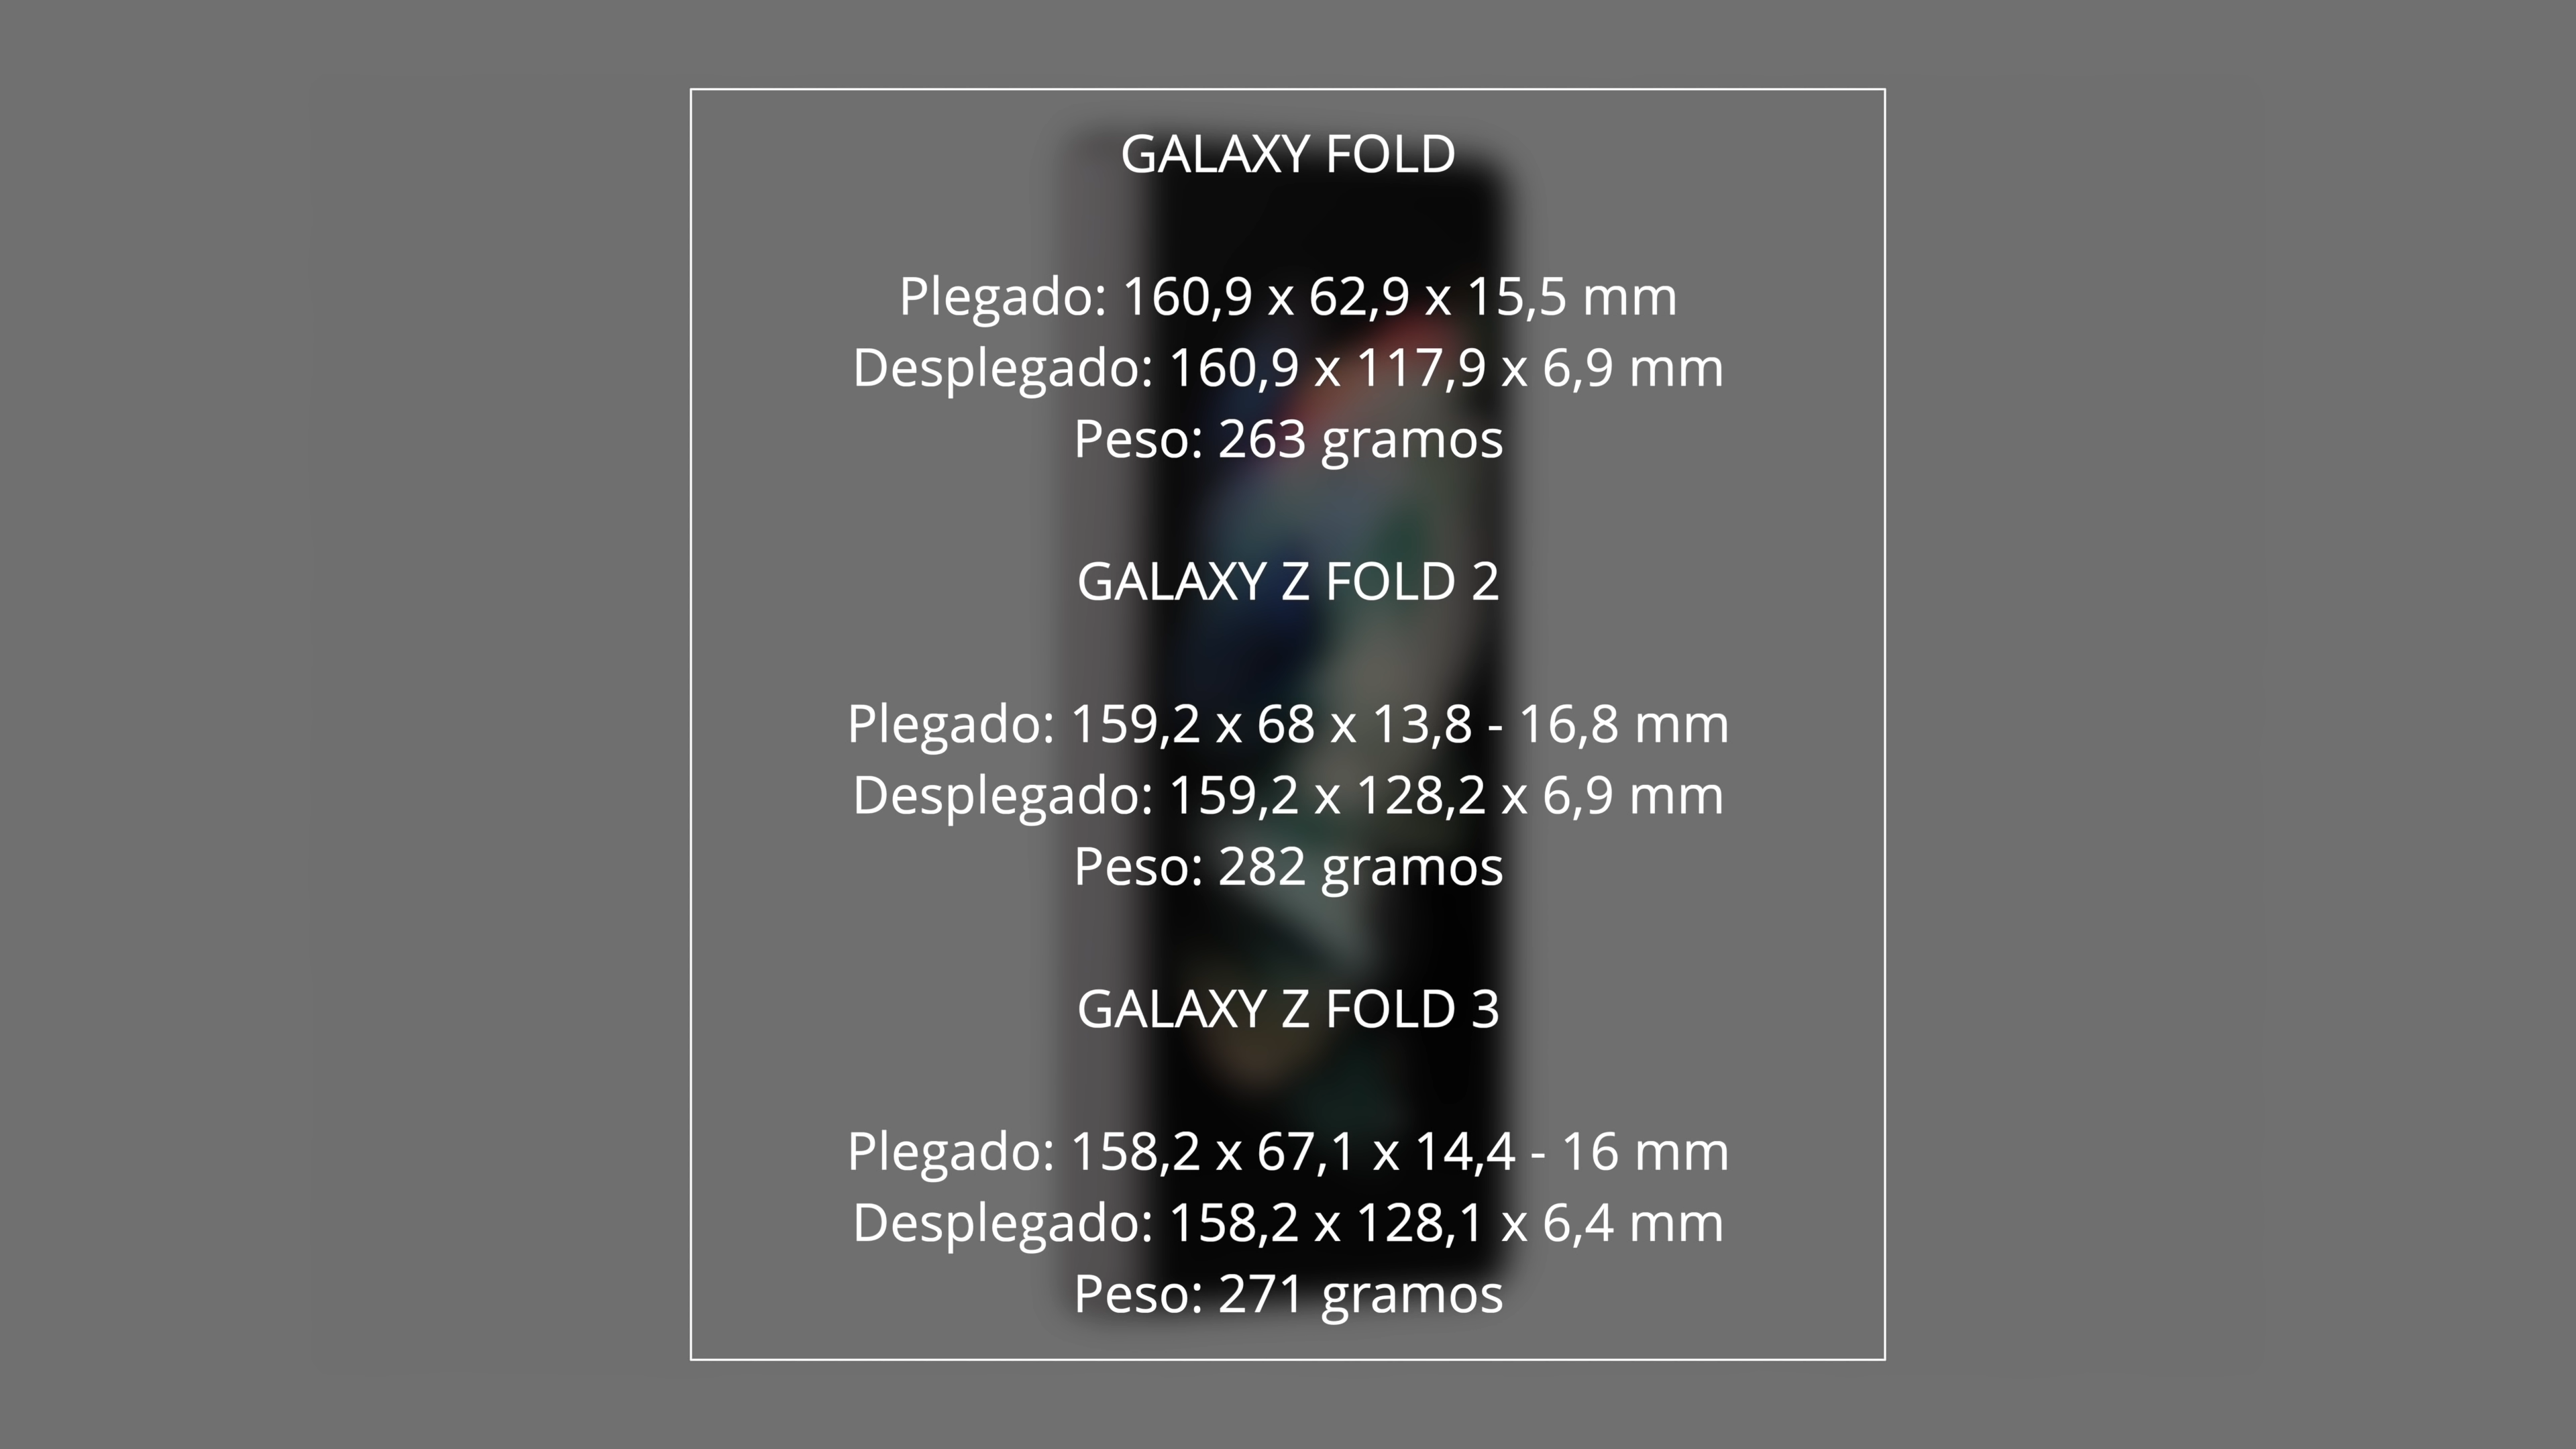 GALAXY FOLD
Plegado: 160,9 x 62,9 x 15,5 mm
Desplegado: 160,9 x 117,9 x 6,9 mm
Peso: 263 gramos
GALAXY Z FOLD 2
Plegado: 159,2 x 68 x 13,8 - 16,8 mm
Desplegado: 159,2 x 128,2 x 6,9 mm
Peso: 282 gramos
GALAXY Z FOLD 3
Plegado: 158,2 x 67,1 x 14,4 - 16 mm
Desplegado: 158,2 x 128,1 x 6,4 mm
Peso: 271 gramos